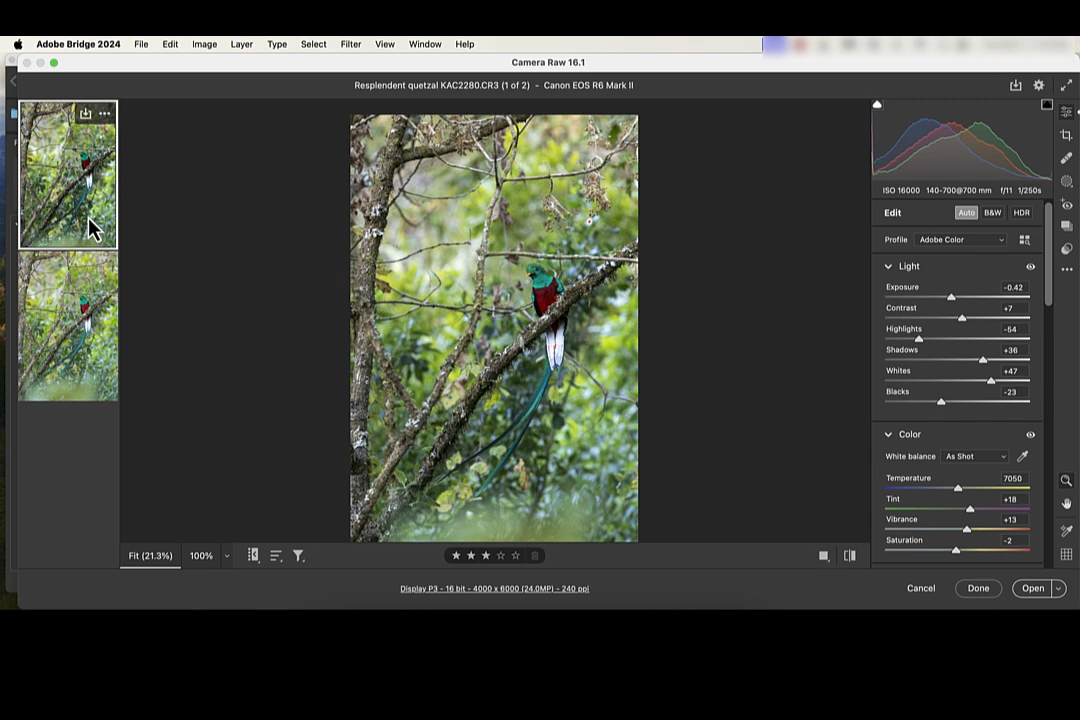 Adobe Bridge 2024 File Edit Image Layer Type Select Filter View Window Help
Camera Raw 16.1
Resplendent quetzal KAC2280.CR3 (1 of 2) - Canon EOS R6 Mark II
ISO 16000 140-700@700 mm f/11 1/250s
Edit Auto B&W HDR
Profile Adobe Color
Light
Exposure -0.42
Contrast +7
Highlights -54
Shadows +36
Whites +47
Blacks -23
Color
White balance As Shot
Temperature 7050
Tint +18
Vibrance +13
Saturation -2
Fit (21.3%) 100%
Display P3 - 16 bit - 4000 x 6000 (24.0MP) - 240 ppi
Cancel Done Open